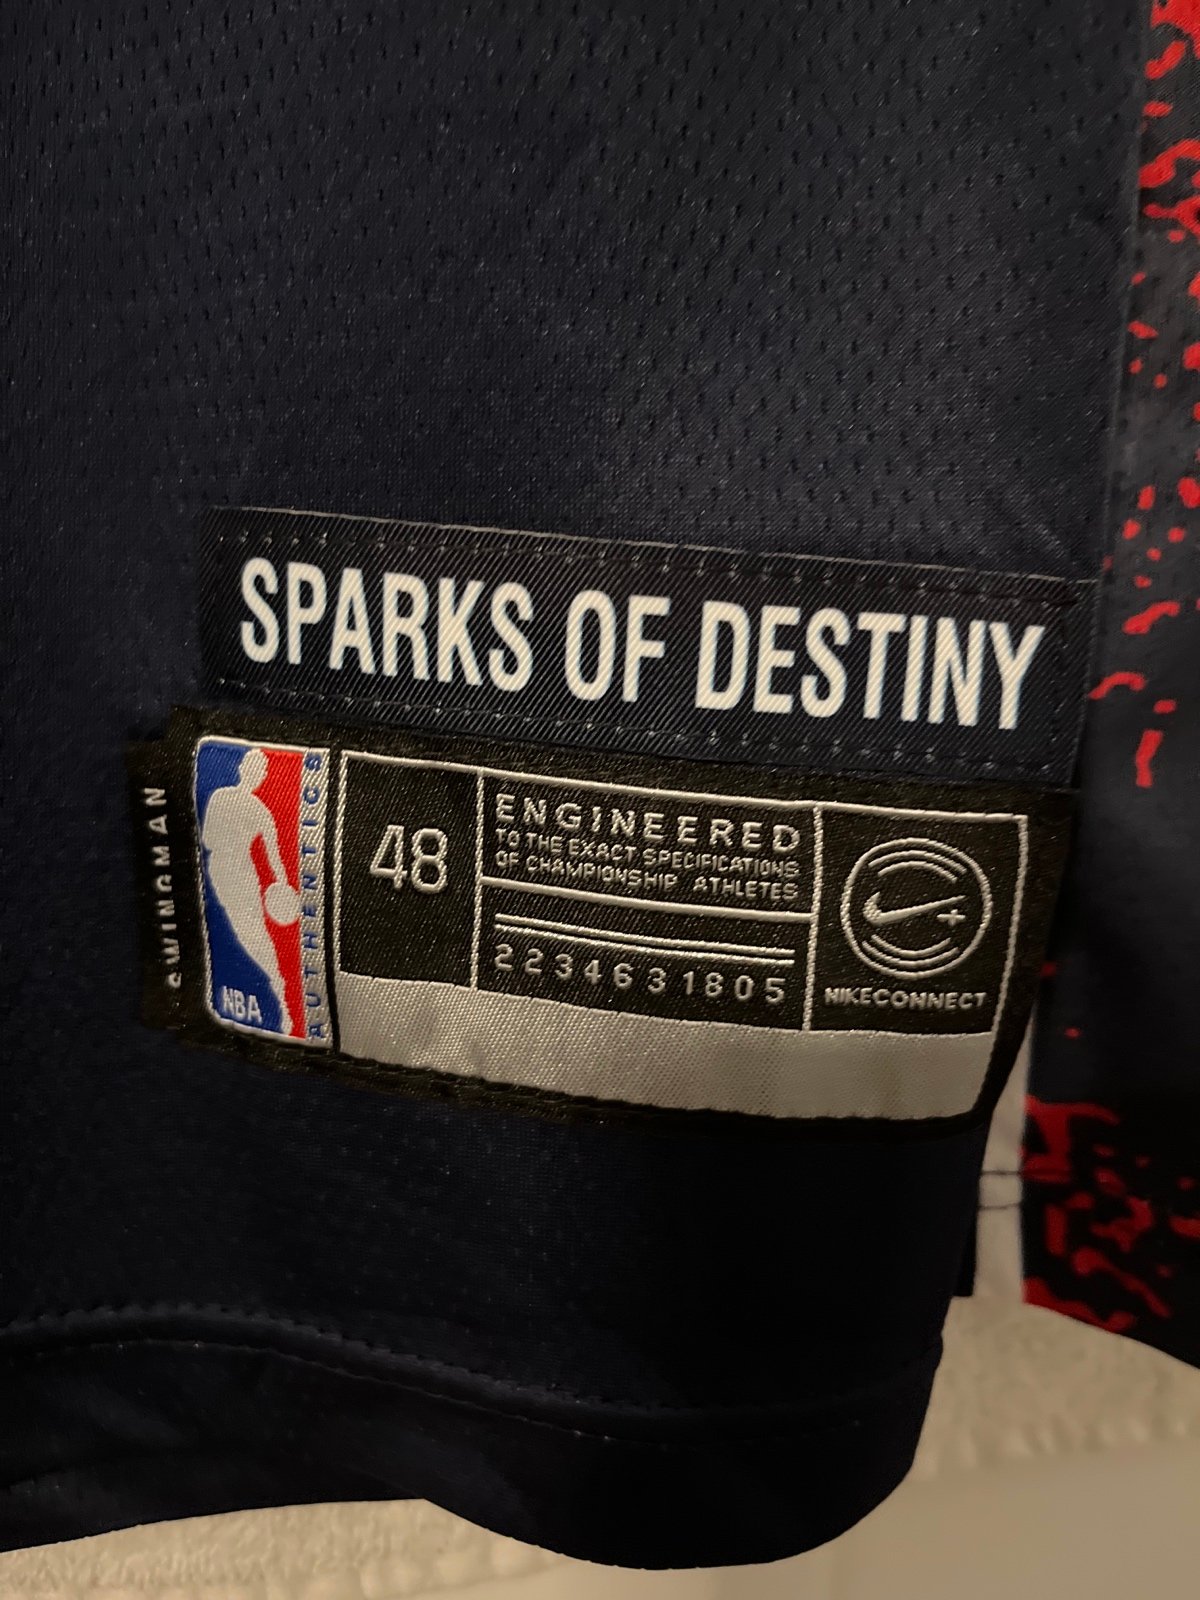 SPARKS OF DESTINY
SWINGMAN
NBA
AUTHENTICS
48
ENGINEERED
TO THE EXACT SPECIFICATIONS
OF CHAMPIONSHIP ATHLETES
2234631805
NIKECONNECT